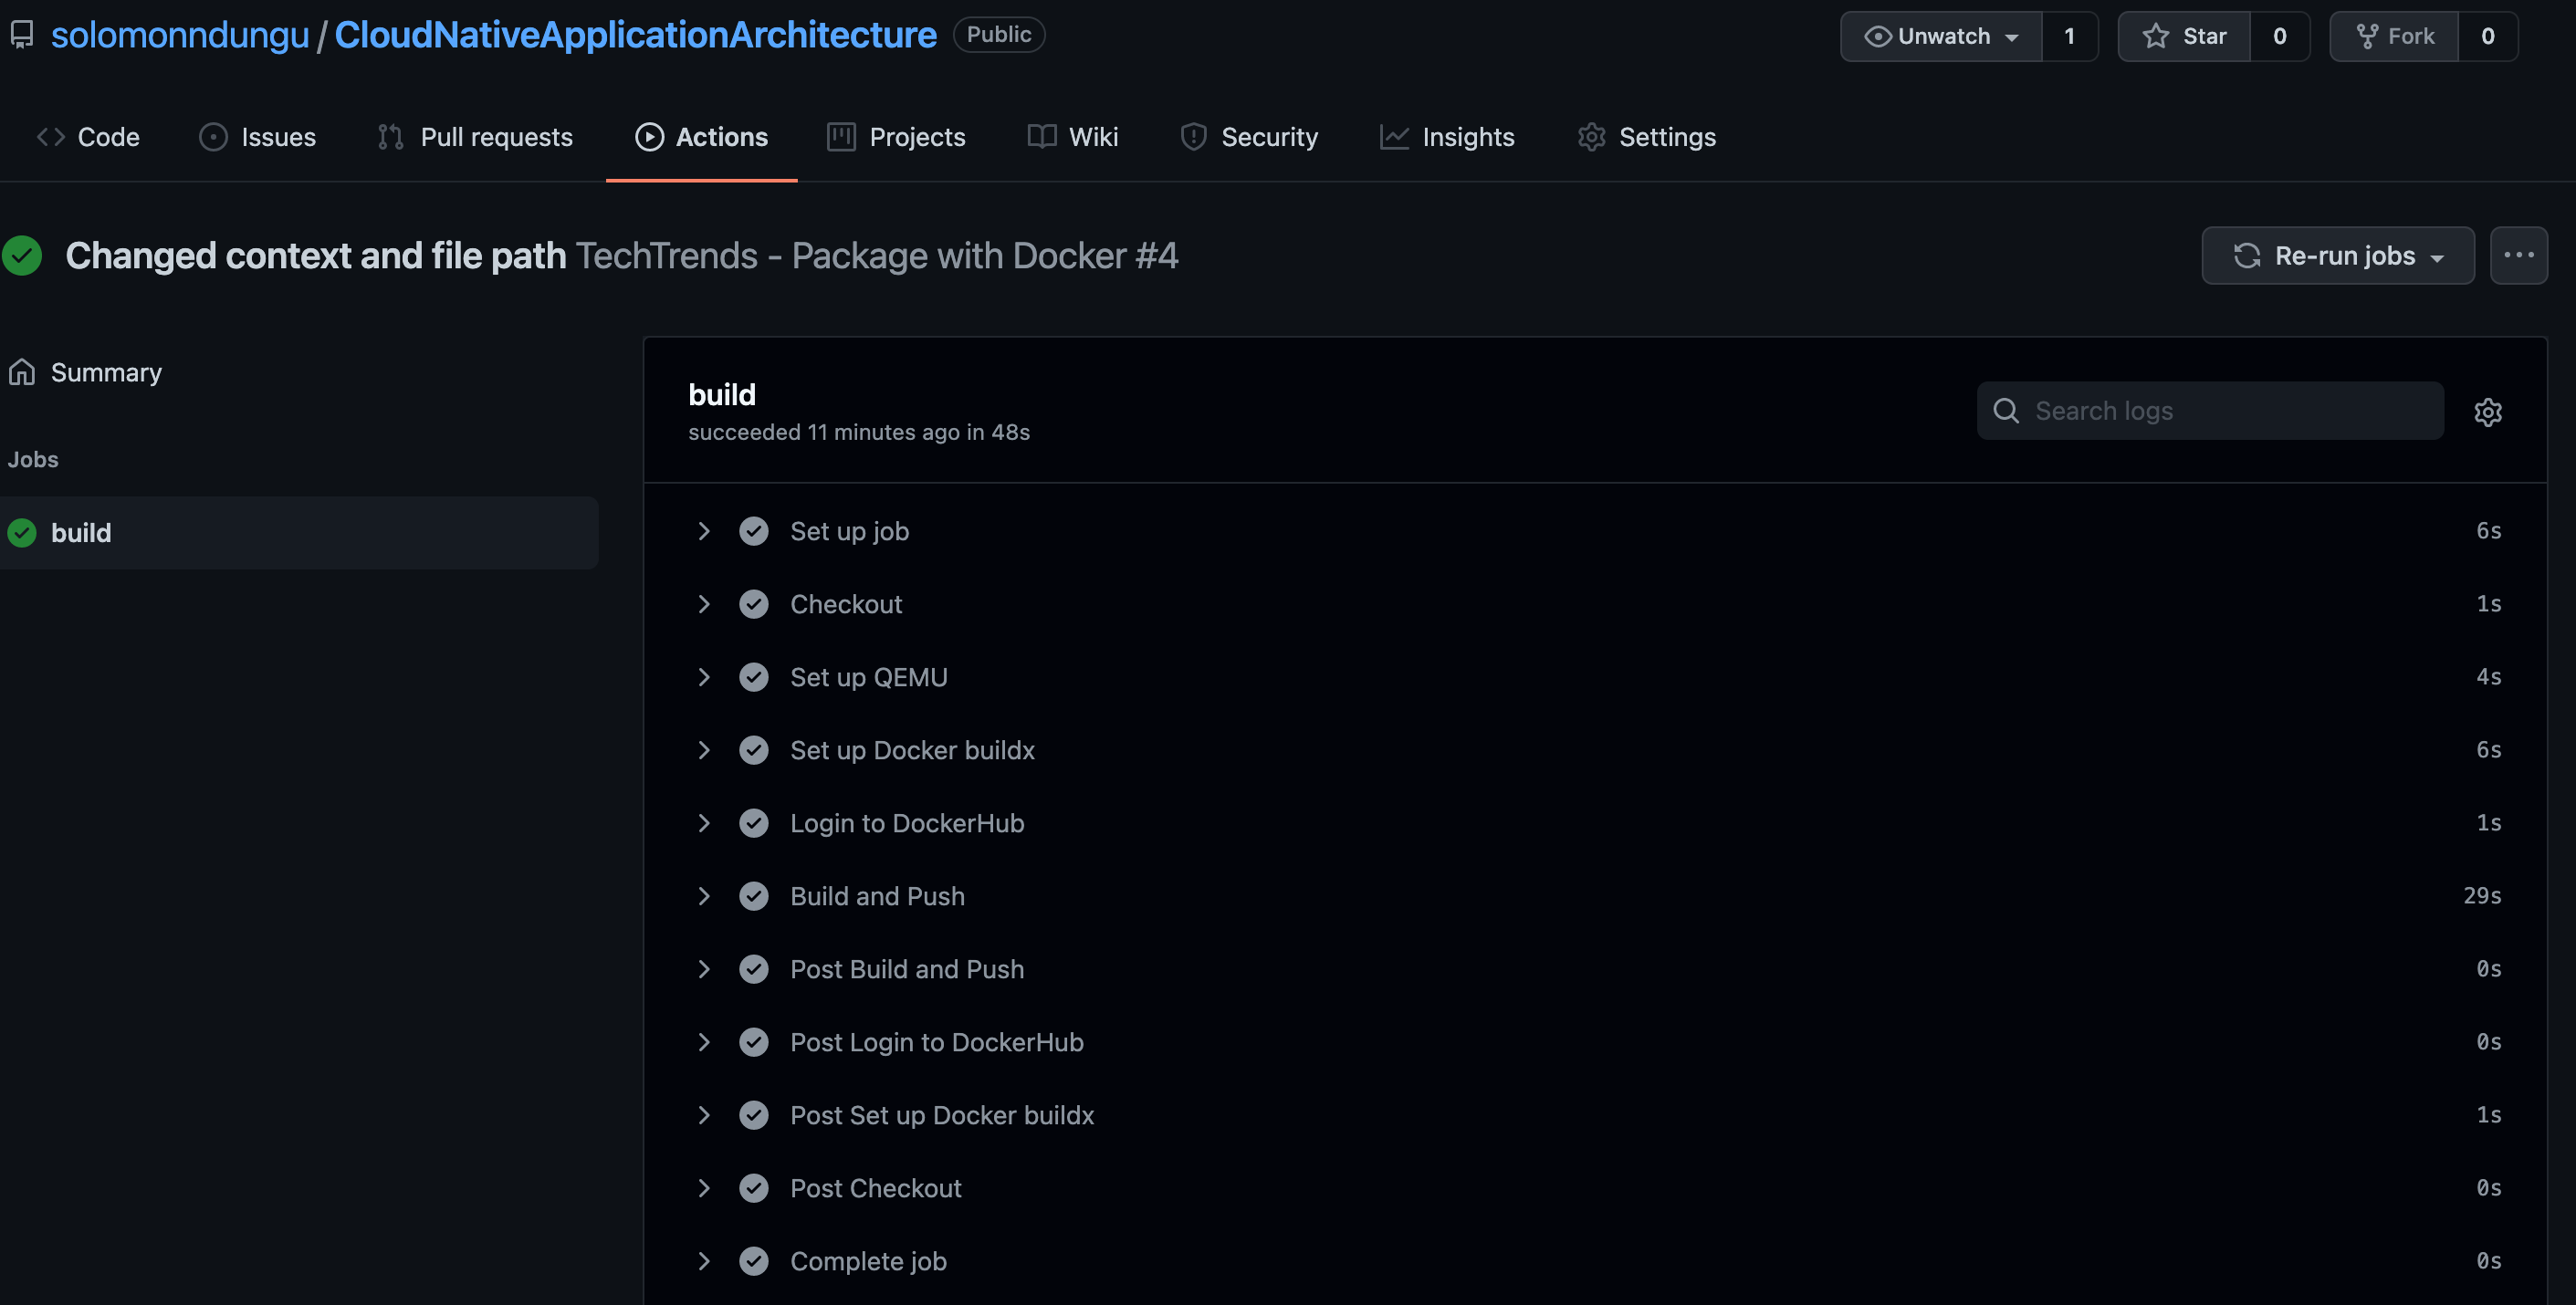 solomonndungu / CloudNativeApplicationArchitecture Public Unwatch 1 Star 0 Fork 0
Code Issues Pull requests Actions Projects Wiki Security Insights Settings
Changed context and file path TechTrends - Package with Docker #4 Re-run jobs
Summary
Jobs
build
build
succeeded 11 minutes ago in 48s
Search logs
Set up job 6s
Checkout 1s
Set up QEMU 4s
Set up Docker buildx 6s
Login to DockerHub 1s
Build and Push 29s
Post Build and Push 0s
Post Login to DockerHub 0s
Post Set up Docker buildx 1s
Post Checkout 0s
Complete job 0s